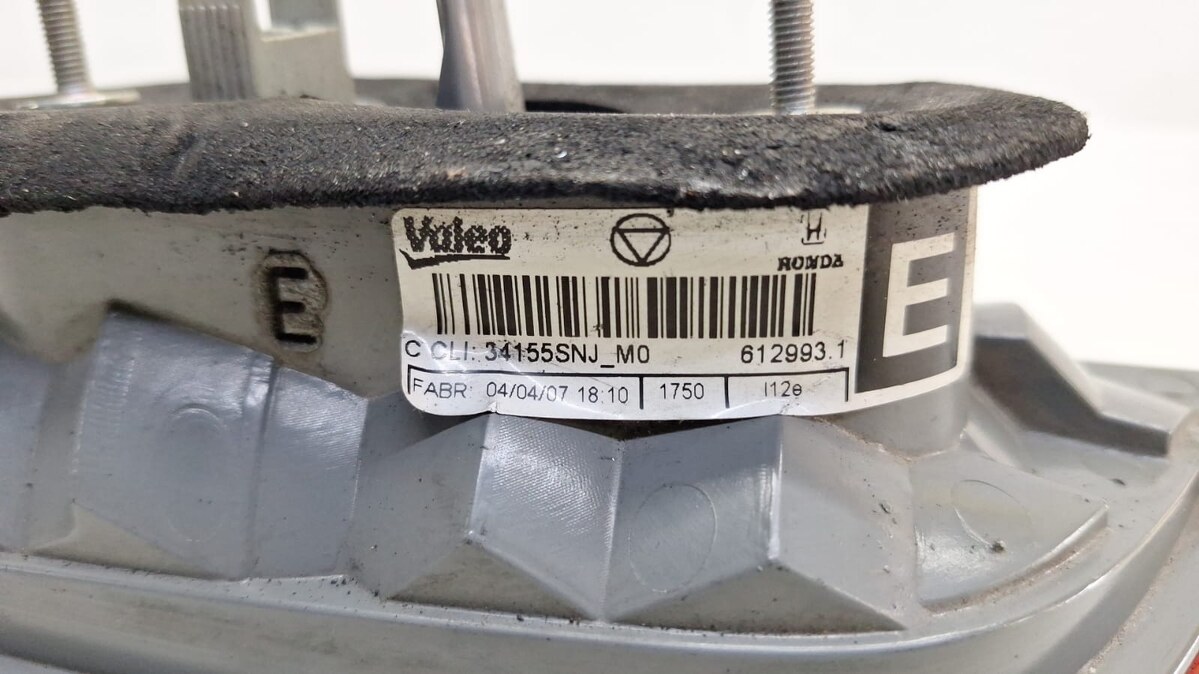 Valeo
HONDA
E
E
C CLI: 34155SNJ_M0 612993.1
FABR: 04/04/07 18:10 1750 I12e